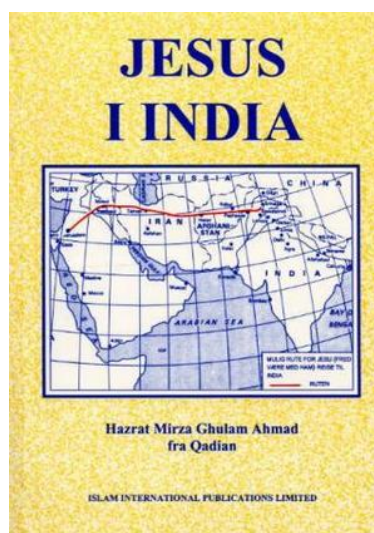 JESUS
I INDIA
RUSSIA
CHINA
TURKEY
IRAN
AFGHANI
STAN
INDIA
ARABIAN SEA
BAY O
BENGA
MULIG RUTE FOR JESU (FRED
VÆRE MED HAM) REISE TIL
INDIA
RUTEN
Hazrat Mirza Ghulam Ahmad
fra Qadian
ISLAM INTERNATIONAL PUBLICATIONS LIMITED